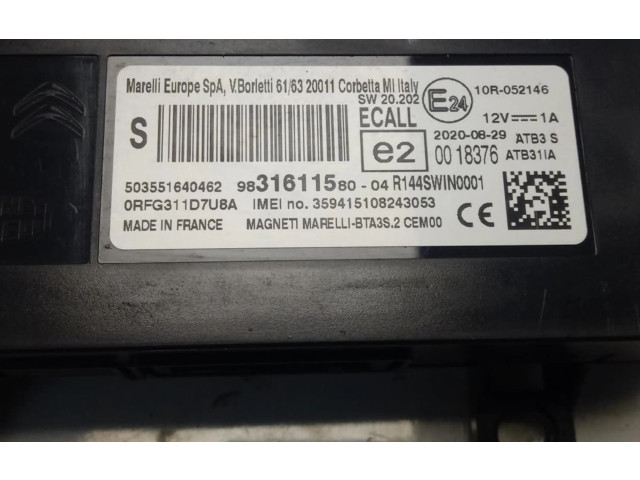 Marelli Europe SpA, V.Borletti 61/63 20011 Corbetta MI Italy
SW 20.202
S
ECALL
E24
10R-052146
12V⎓1A
e2
2020-08-29
ATB3 S
00 18376
ATB31IA
503551640462
9831611580-04
R144SWIN0001
0RFG311D7U8A
IMEI no. 359415108243053
MADE IN FRANCE
MAGNETI MARELLI-BTA3S.2 CEM00
CE